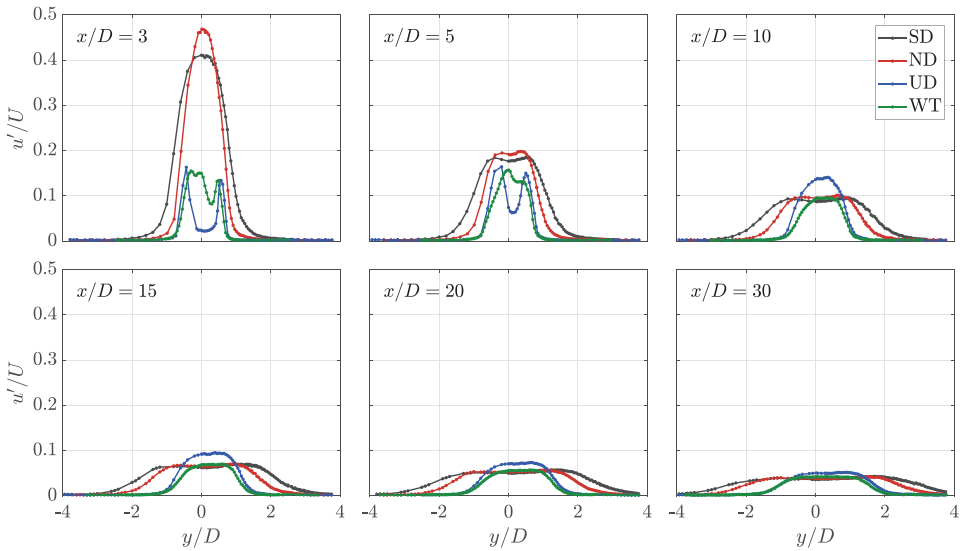 0.5
0.4
0.3
0.2
0.1
0
u′/U
x/D = 3
x/D = 5
x/D = 10
SD
ND
UD
WT
0.5
0.4
0.3
0.2
0.1
0
u′/U
x/D = 15
x/D = 20
x/D = 30
-4 -2 0 2 4 -2 0 2 4 -2 0 2 4
y/D y/D y/D